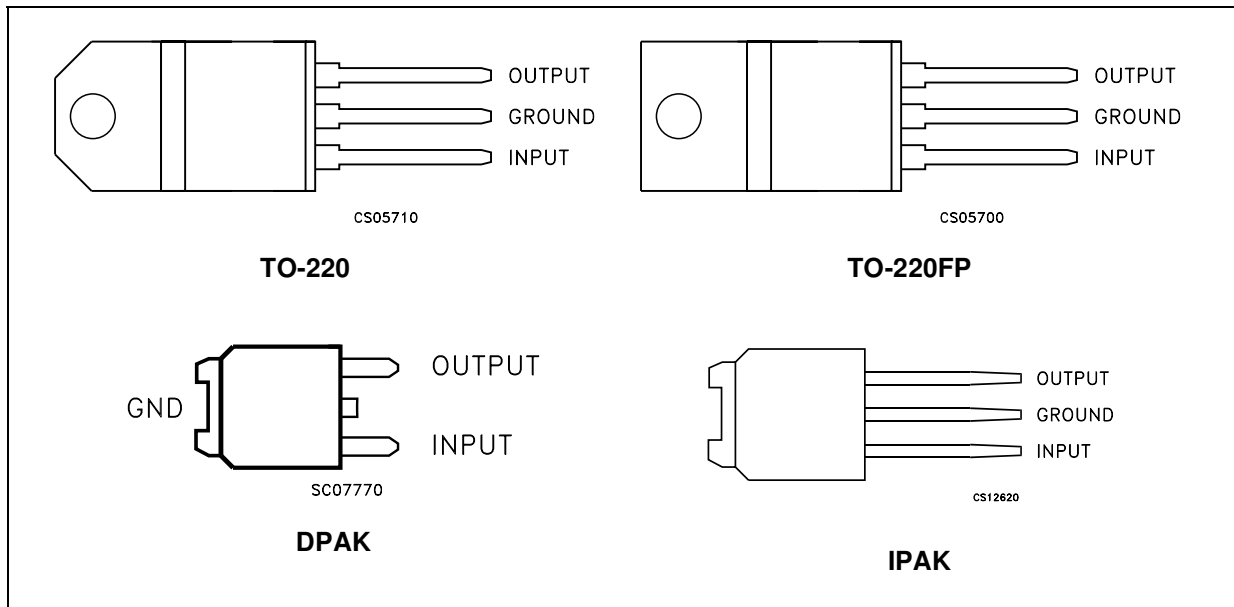 OUTPUT
GROUND
INPUT
CS05710
TO-220
OUTPUT
GROUND
INPUT
CS05700
TO-220FP
GND
OUTPUT
INPUT
SC07770
DPAK
OUTPUT
GROUND
INPUT
CS12620
IPAK